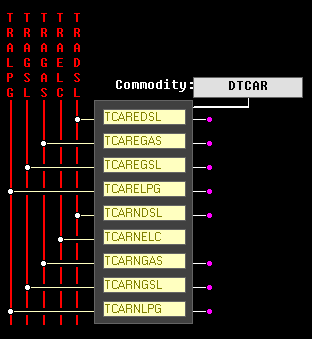 TRALPG
TRAGSL
TRAGAS
TRAELC
TRADSL
Commodity:
DTCAR
TCAREDSL
TCAREGAS
TCAREGSL
TCARELPG
TCARNDSL
TCARNELC
TCARNGAS
TCARNGSL
TCARNLPG